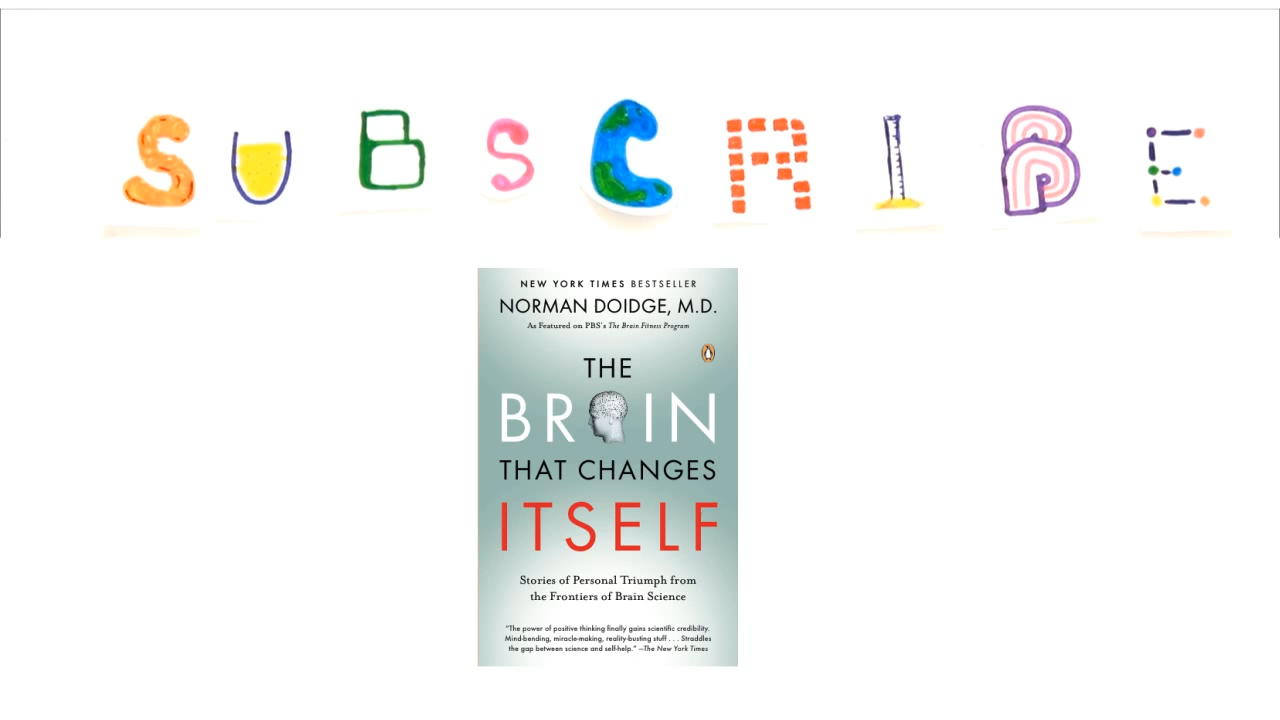 SUBSCRIBE
NEW YORK TIMES BESTSELLER
NORMAN DOIDGE, M.D.
As Featured on PBS's The Brain Fitness Program
THE
BRAIN
THAT CHANGES
ITSELF
Stories of Personal Triumph from
the Frontiers of Brain Science
"The power of positive thinking finally gains scientific credibility.
Mind-bending, miracle-making, reality-busting stuff . . . Straddles
the gap between science and self-help." —The New York Times